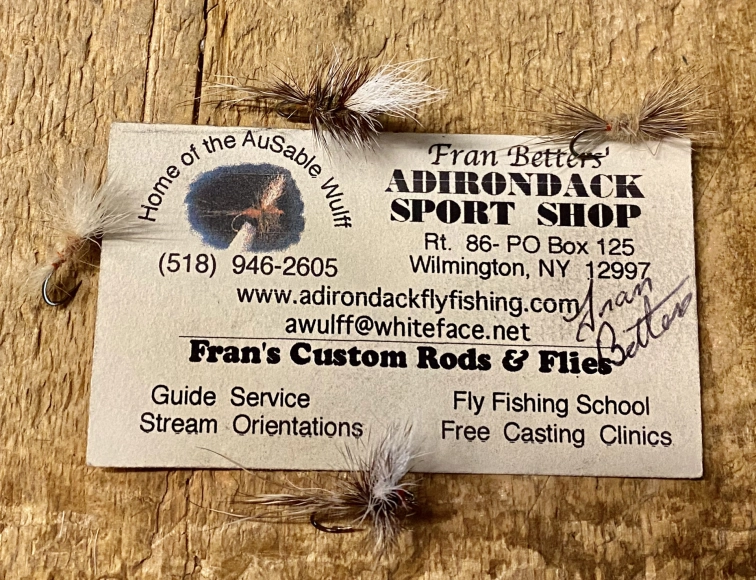 Home of the AuSable Wulff
(518) 946-2605
Fran Betters'
ADIRONDACK
SPORT SHOP
Rt. 86- PO Box 125
Wilmington, NY 12997
www.adirondackflyfishing.com
awulff@whiteface.net
Fran Betters
Fran's Custom Rods & Flies
Guide Service
Stream Orientations
Fly Fishing School
Free Casting Clinics